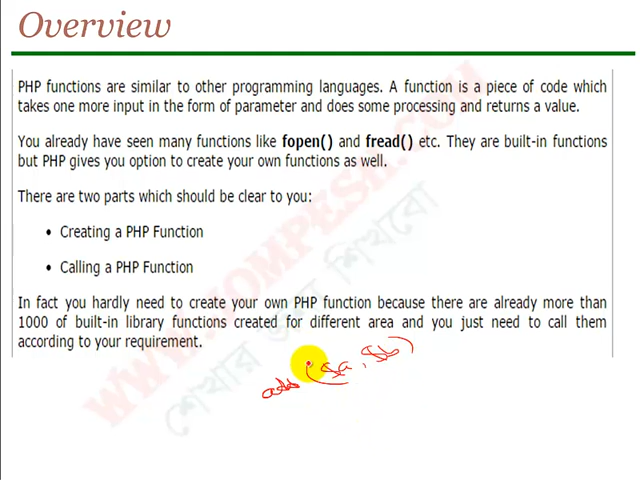 Overview
PHP functions are similar to other programming languages. A function is a piece of code which
takes one more input in the form of parameter and does some processing and returns a value.
You already have seen many functions like fopen() and fread() etc. They are built-in functions
but PHP gives you option to create your own functions as well.
There are two parts which should be clear to you:
• Creating a PHP Function
• Calling a PHP Function
In fact you hardly need to create your own PHP function because there are already more than
1000 of built-in library functions created for different area and you just need to call them
according to your requirement.
add ($a, $b)
WWW.JOMPESH.COM